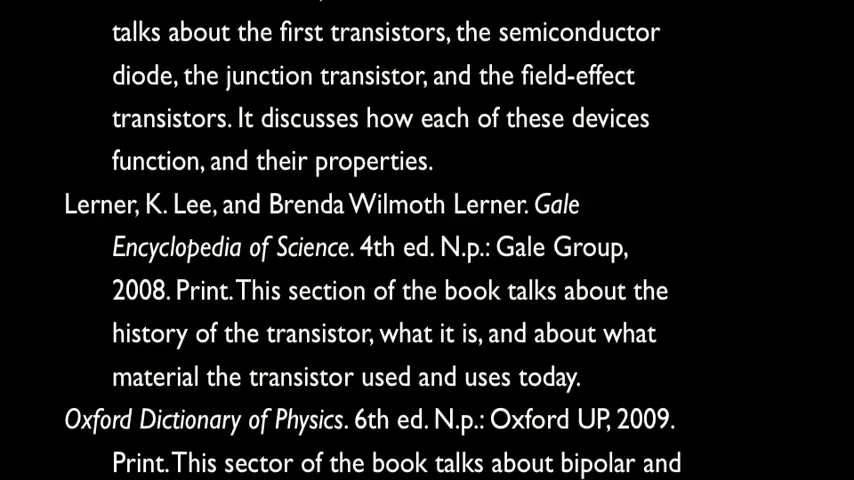 talks about the first transistors, the semiconductor
diode, the junction transistor, and the field-effect
transistors. It discusses how each of these devices
function, and their properties.
Lerner, K. Lee, and Brenda Wilmoth Lerner. Gale
Encyclopedia of Science. 4th ed. N.p.: Gale Group,
2008. Print. This section of the book talks about the
history of the transistor, what it is, and about what
material the transistor used and uses today.
Oxford Dictionary of Physics. 6th ed. N.p.: Oxford UP, 2009.
Print. This sector of the book talks about bipolar and